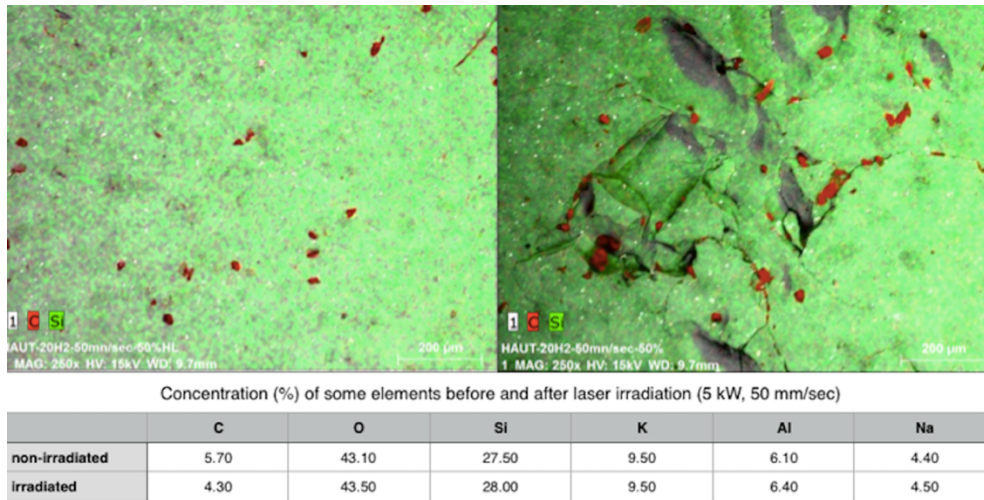 1 C Si
HAUT-20H2-50mn/sec-50%HL
MAG: 250x HV: 15kV WD: 9.7mm
200 µm
1 C Si
HAUT-20H2-50mn/sec-50%
1 MAG: 250x HV: 15kV WD: 9.7mm
200 µm
Concentration (%) of some elements before and after laser irradiation (5 kW, 50 mm/sec)
C O Si K Al Na
non-irradiated 5.70 43.10 27.50 9.50 6.10 4.40
irradiated 4.30 43.50 28.00 9.50 6.40 4.50